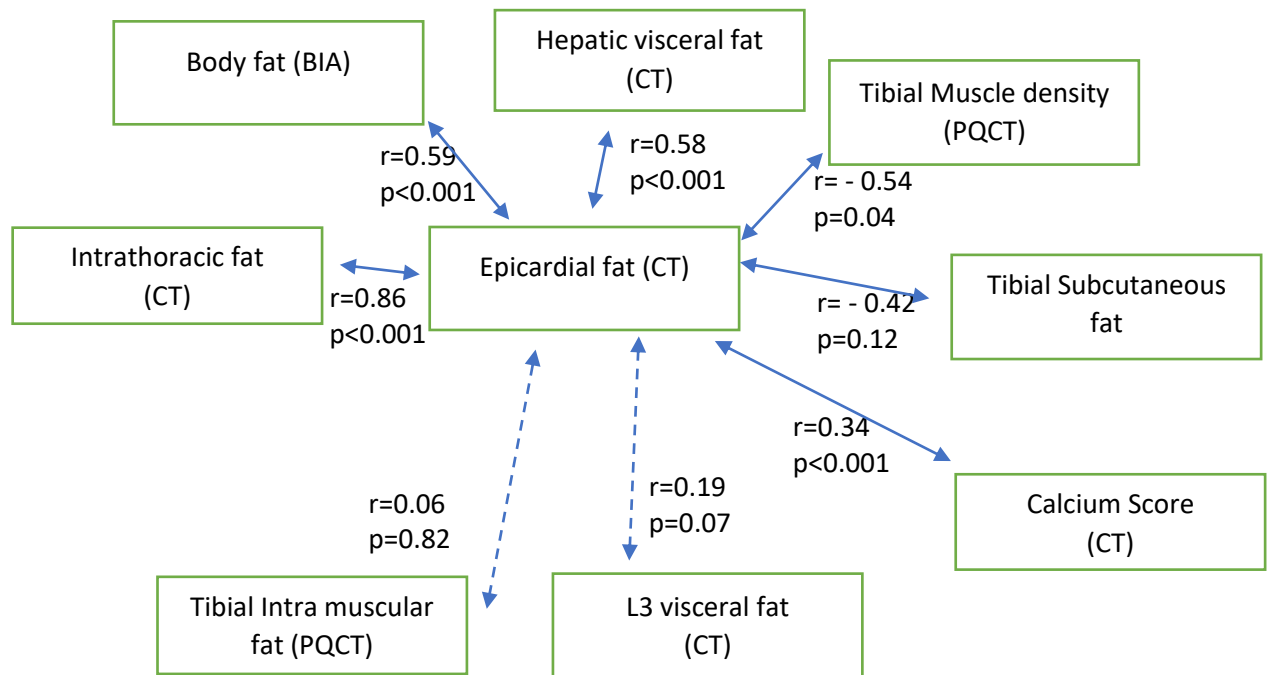 Body fat (BIA)
Hepatic visceral fat
(CT)
Tibial Muscle density
(PQCT)
r=0.59
p<0.001
r=0.58
p<0.001
r= - 0.54
p=0.04
Intrathoracic fat
(CT)
r=0.86
p<0.001
Epicardial fat (CT)
r= - 0.42
p=0.12
Tibial Subcutaneous
fat
r=0.34
p<0.001
r=0.06
p=0.82
r=0.19
p=0.07
Calcium Score
(CT)
Tibial Intra muscular
fat (PQCT)
L3 visceral fat
(CT)